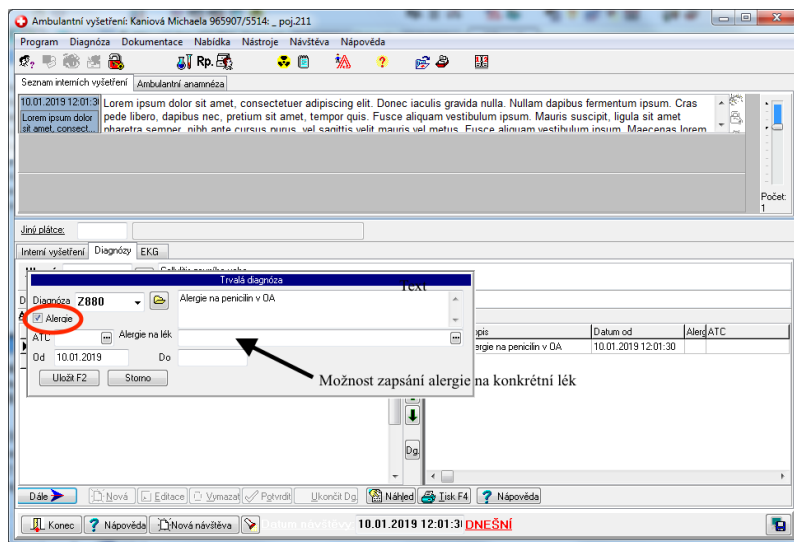 Ambulantní vyšetření: Kaniová Michaela 965907/5514: _ poj.211
Program Diagnóza Dokumentace Nabídka Nástroje Návštěva Nápověda
Rp.
Seznam interních vyšetření Ambulantní anamnéza
10.01.2019 12:01:3 Lorem ipsum dolor sit amet, consectetuer adipiscing elit. Donec iaculis gravida nulla. Nullam dapibus fermentum ipsum. Cras
Lorem ipsum dolor pede libero, dapibus nec, pretium sit amet, tempor quis. Fusce aliquam vestibulum ipsum. Mauris suscipit, ligula sit amet
sit amet, consect... pharetra semper, nibh ante cursus purus, vel sagittis velit mauris vel metus. Fusce aliquam vestibulum ipsum. Maecenas lorem
Počet:
1
Jiný plátce:
Interní vyšetření Diagnózy EKG
Trvalá diagnóza
Text
Diagnóza Z880 Alergie na penicilin v OA
Alergie
ATC Alergie na lék
Datum od Alerg ATC
ergie na penicilin v OA 10.01.2019 12:01:30
Od 10.01.2019 Do
Uložit F2 Storno
Možnost zapsání alergie na konkrétní lék
Dg.
Dále Nová Editace Vymazat Potvrdit Ukončit Dg. Náhled Tisk F4 Nápověda
Konec Nápověda Nová návštěva Datum návštěvy: 10.01.2019 12:01:3 DNEŠNÍ